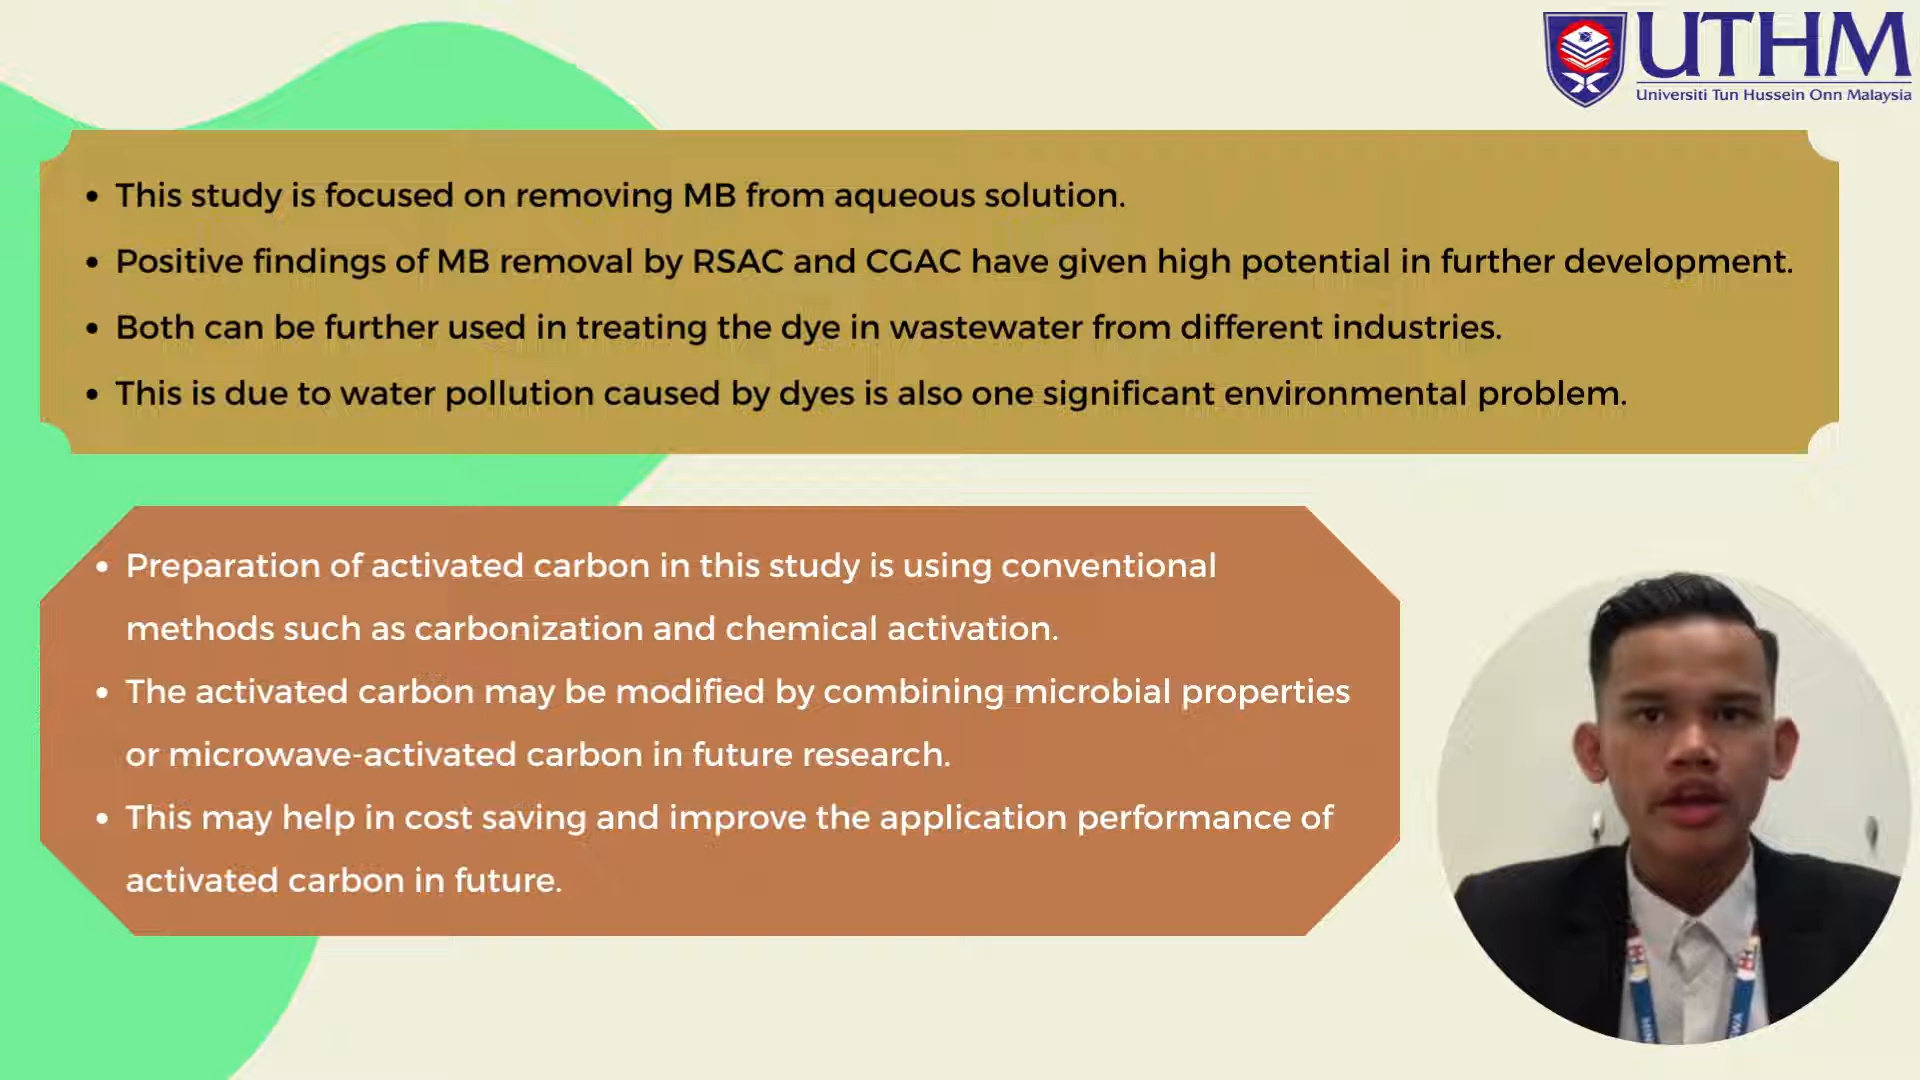 UTHM
Universiti Tun Hussein Onn Malaysia
• This study is focused on removing MB from aqueous solution.
• Positive findings of MB removal by RSAC and CGAC have given high potential in further development.
• Both can be further used in treating the dye in wastewater from different industries.
• This is due to water pollution caused by dyes is also one significant environmental problem.
• Preparation of activated carbon in this study is using conventional
methods such as carbonization and chemical activation.
• The activated carbon may be modified by combining microbial properties
or microwave-activated carbon in future research.
• This may help in cost saving and improve the application performance of
activated carbon in future.